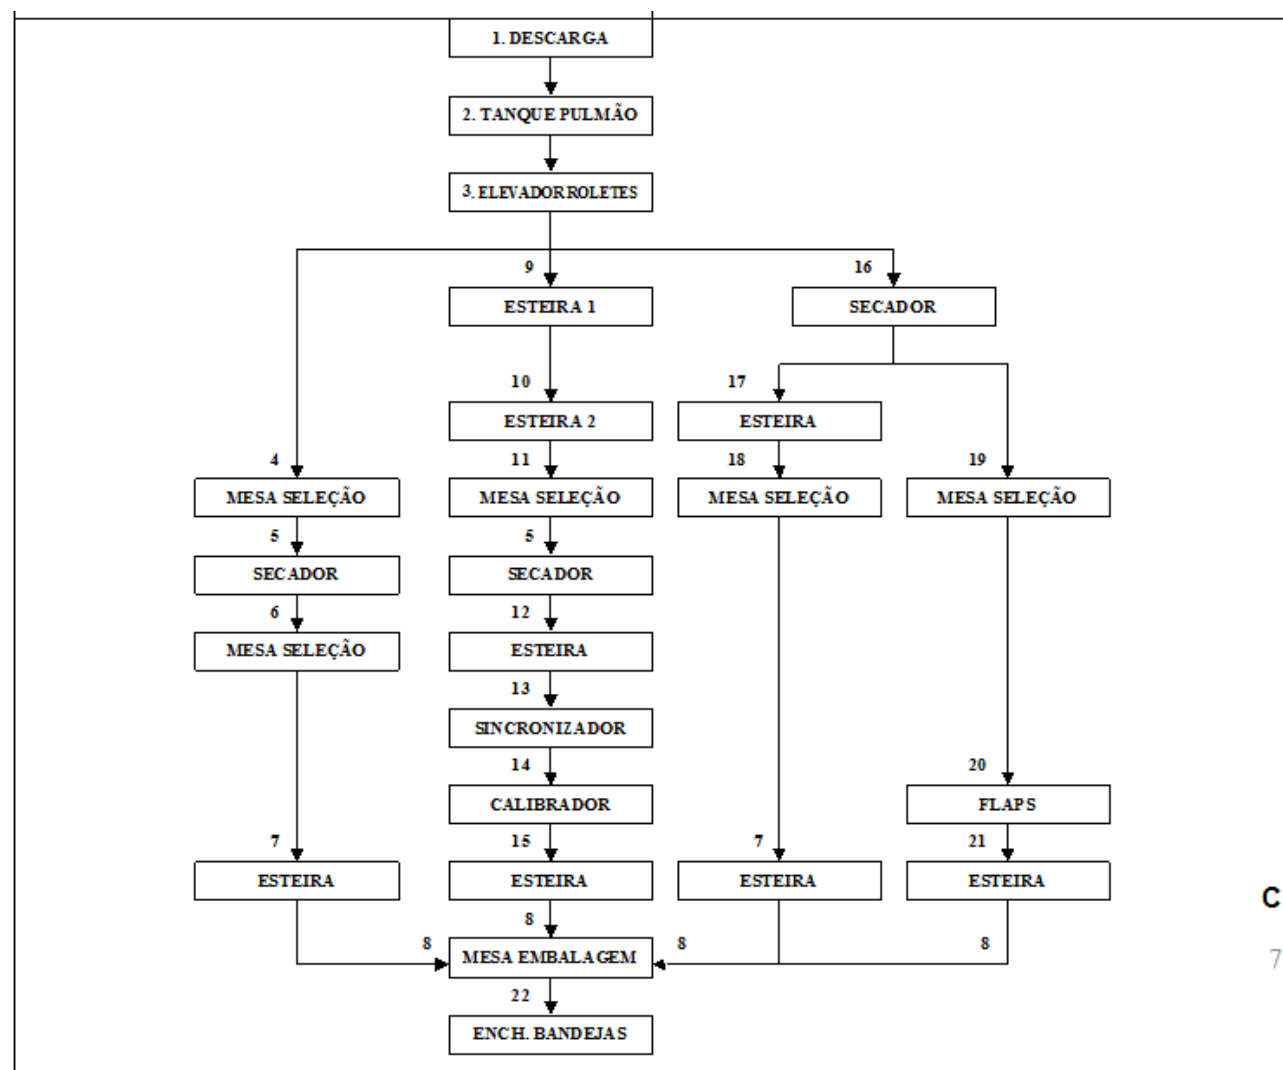 1. DESCARGA
2. TANQUE PULMÃO
3. ELEVADOR ROLETES
9
16
ESTEIRA 1
SECADOR
10
17
ESTEIRA 2
ESTEIRA
4
11
18
19
MESA SELEÇÃO
MESA SELEÇÃO
MESA SELEÇÃO
MESA SELEÇÃO
5
5
SECADOR
SECADOR
6
12
MESA SELEÇÃO
ESTEIRA
13
SINCRONIZADOR
14
20
CALIBRADOR
FLAPS
7
15
7
21
ESTEIRA
ESTEIRA
ESTEIRA
ESTEIRA
C
8
8
8
8
MESA EMBALAGEM
7
22
ENCH. BANDEJAS